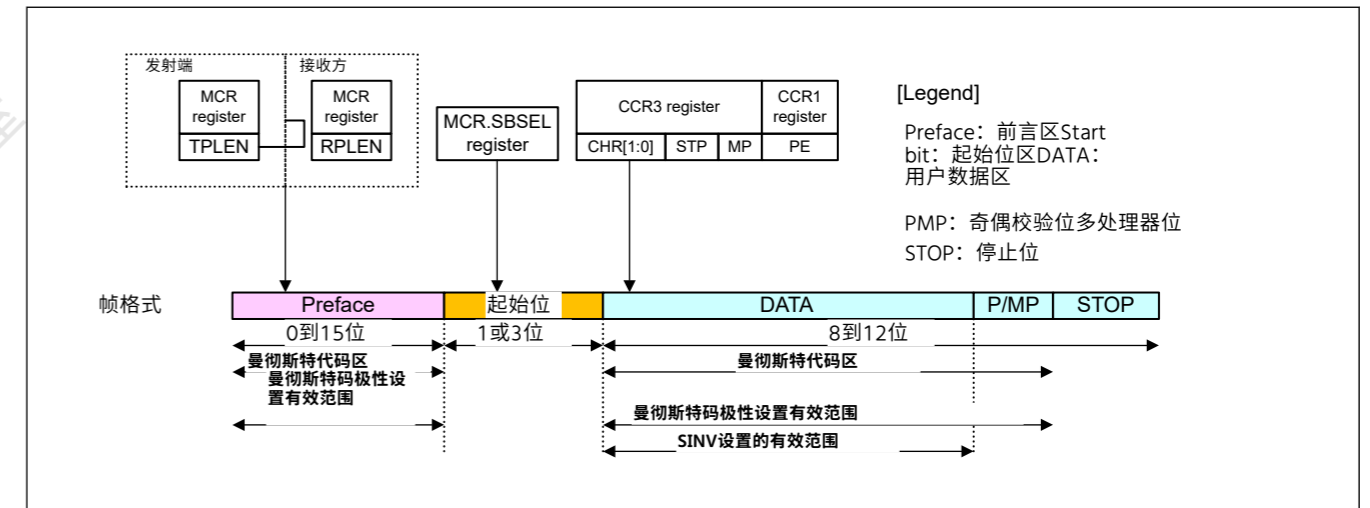 发射端
接收方
MCR
register
TPLEN
MCR
register
RPLEN
MCR.SBSEL
register
CCR3 register
CCR1
register
CHR[1:0]
STP
MP
PE
[Legend]
Preface：前言区Start
bit：起始位区DATA：
用户数据区
PMP：奇偶校验位多处理器位
STOP：停止位
帧格式
Preface
起始位
DATA
P/MP
STOP
0到15位
1或3位
8到12位
曼彻斯特代码区
曼彻斯特码极性设
置有效范围
曼彻斯特代码区
曼彻斯特码极性设置有效范围
SINV设置的有效范围